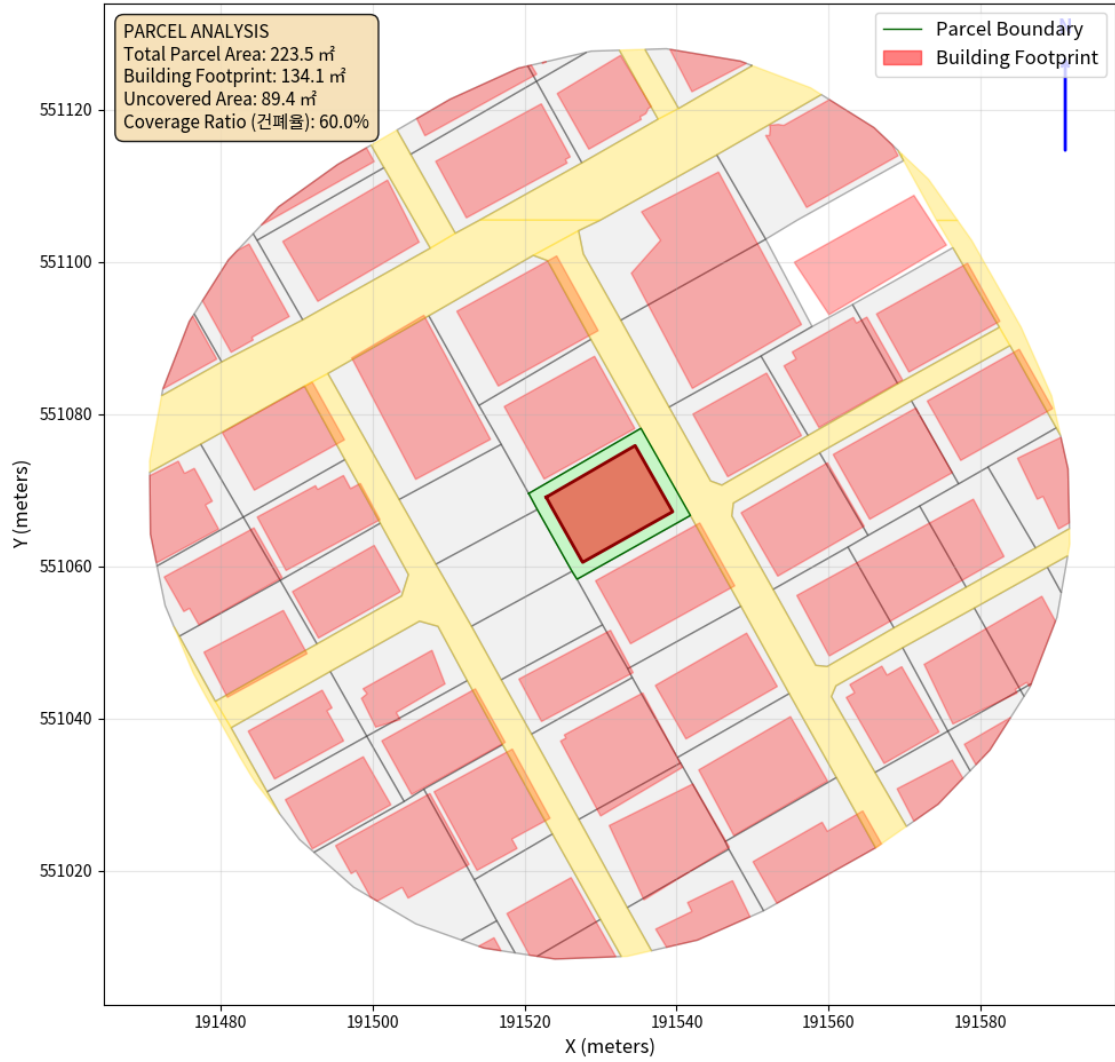 PARCEL ANALYSIS
Total Parcel Area: 223.5 ㎡
Building Footprint: 134.1 ㎡
Uncovered Area: 89.4 ㎡
Coverage Ratio (건폐율): 60.0%
N
Parcel Boundary
Building Footprint
551120
551100
551080
551060
551040
551020
Y (meters)
191480
191500
191520
191540
191560
191580
X (meters)